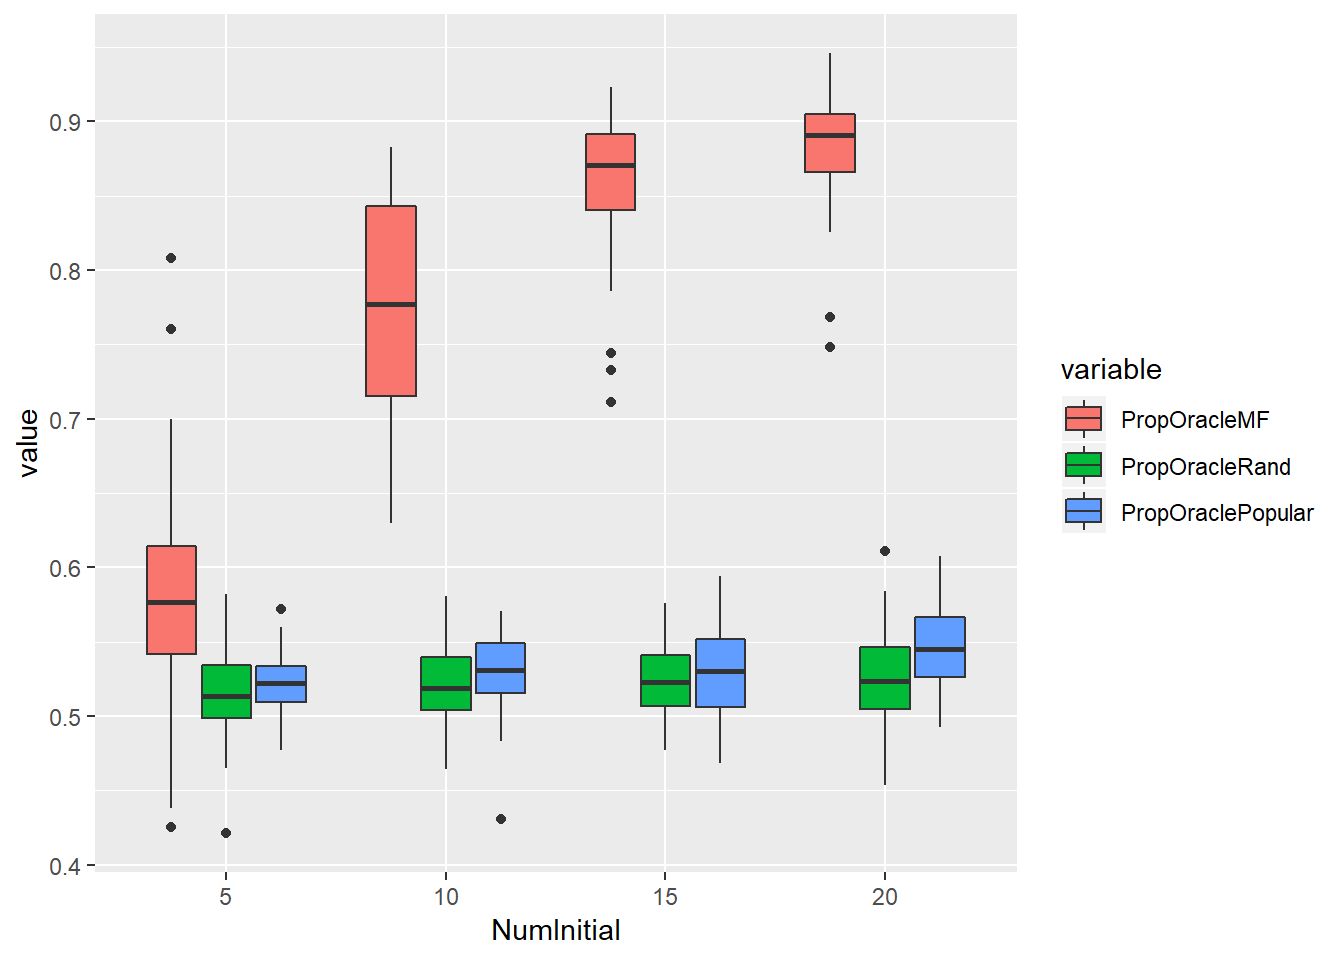 0.9
0.8
0.7
0.6
0.5
0.4
value
5 10 15 20
NumInitial
variable
PropOracleMF
PropOracleRand
PropOraclePopular